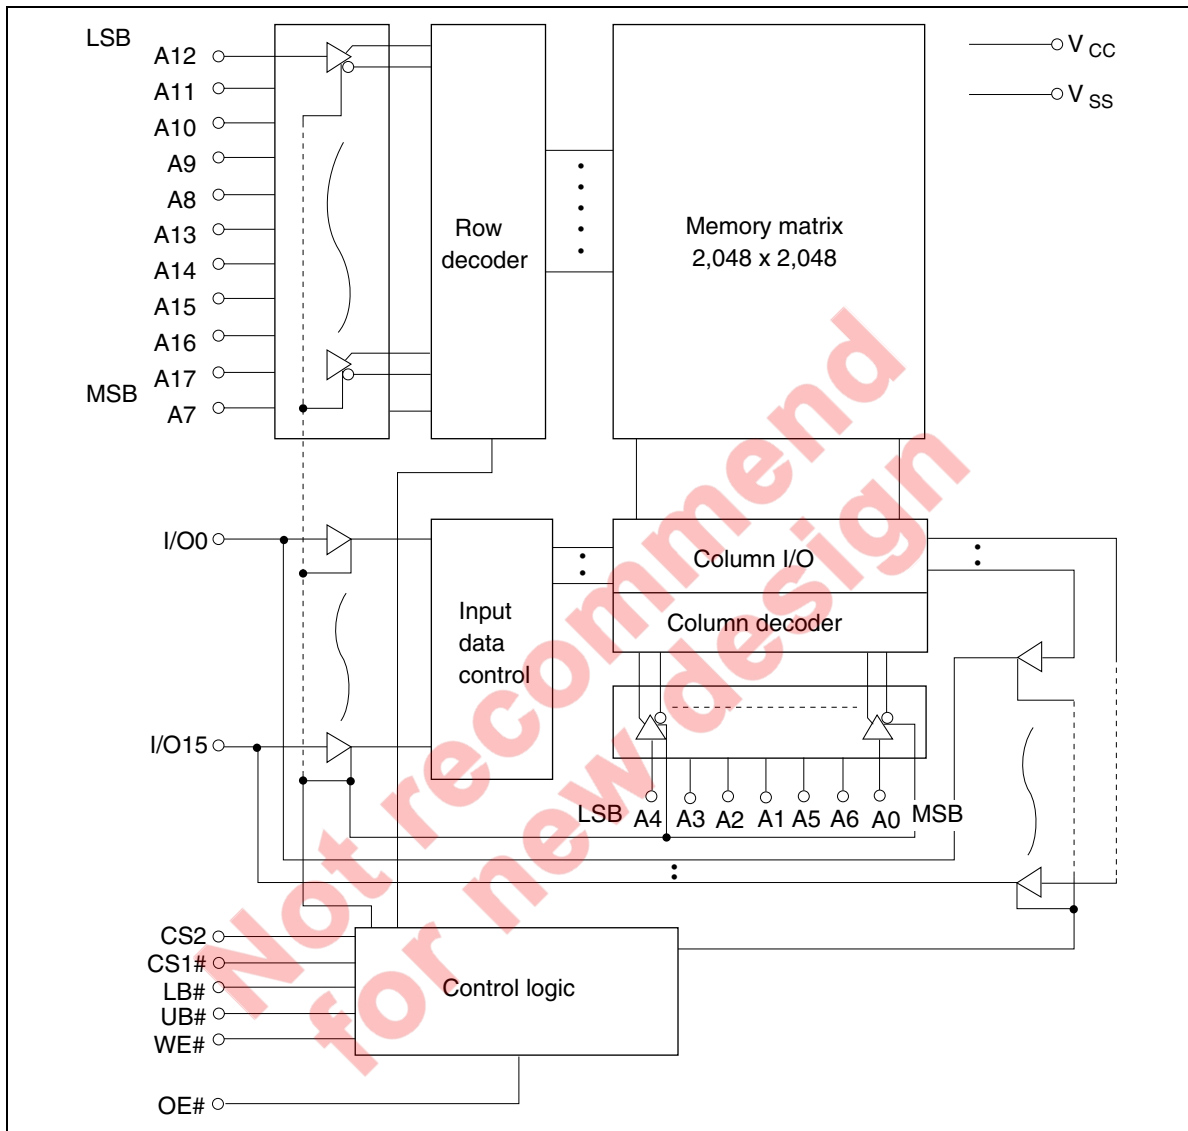 LSB
A12
A11
A10
A9
A8
A13
A14
A15
A16
A17
MSB
A7
Row
decoder
Memory matrix
2,048 x 2,048
V CC
V SS
I/O0
I/O15
Input
data
control
Column I/O
Column decoder
LSB A4 A3 A2 A1 A5 A6 A0 MSB
CS2
CS1#
LB#
UB#
WE#
OE#
Control logic
Not recommend
for new design